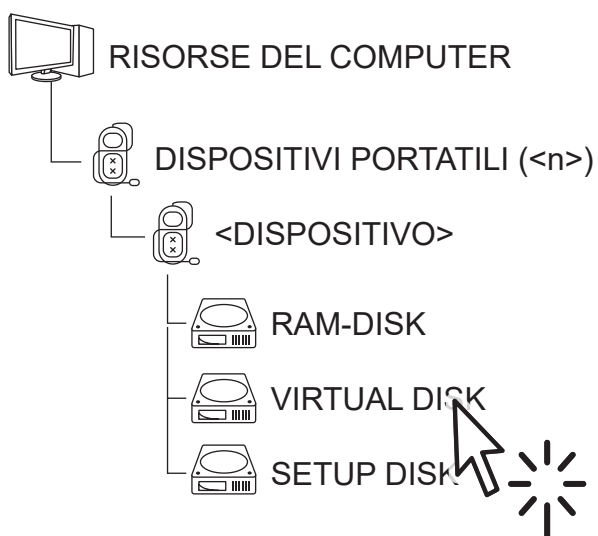 RISORSE DEL COMPUTER
DISPOSITIVI PORTATILI (<n>)
<DISPOSITIVO>
RAM-DISK
VIRTUAL DISK
SETUP DISK